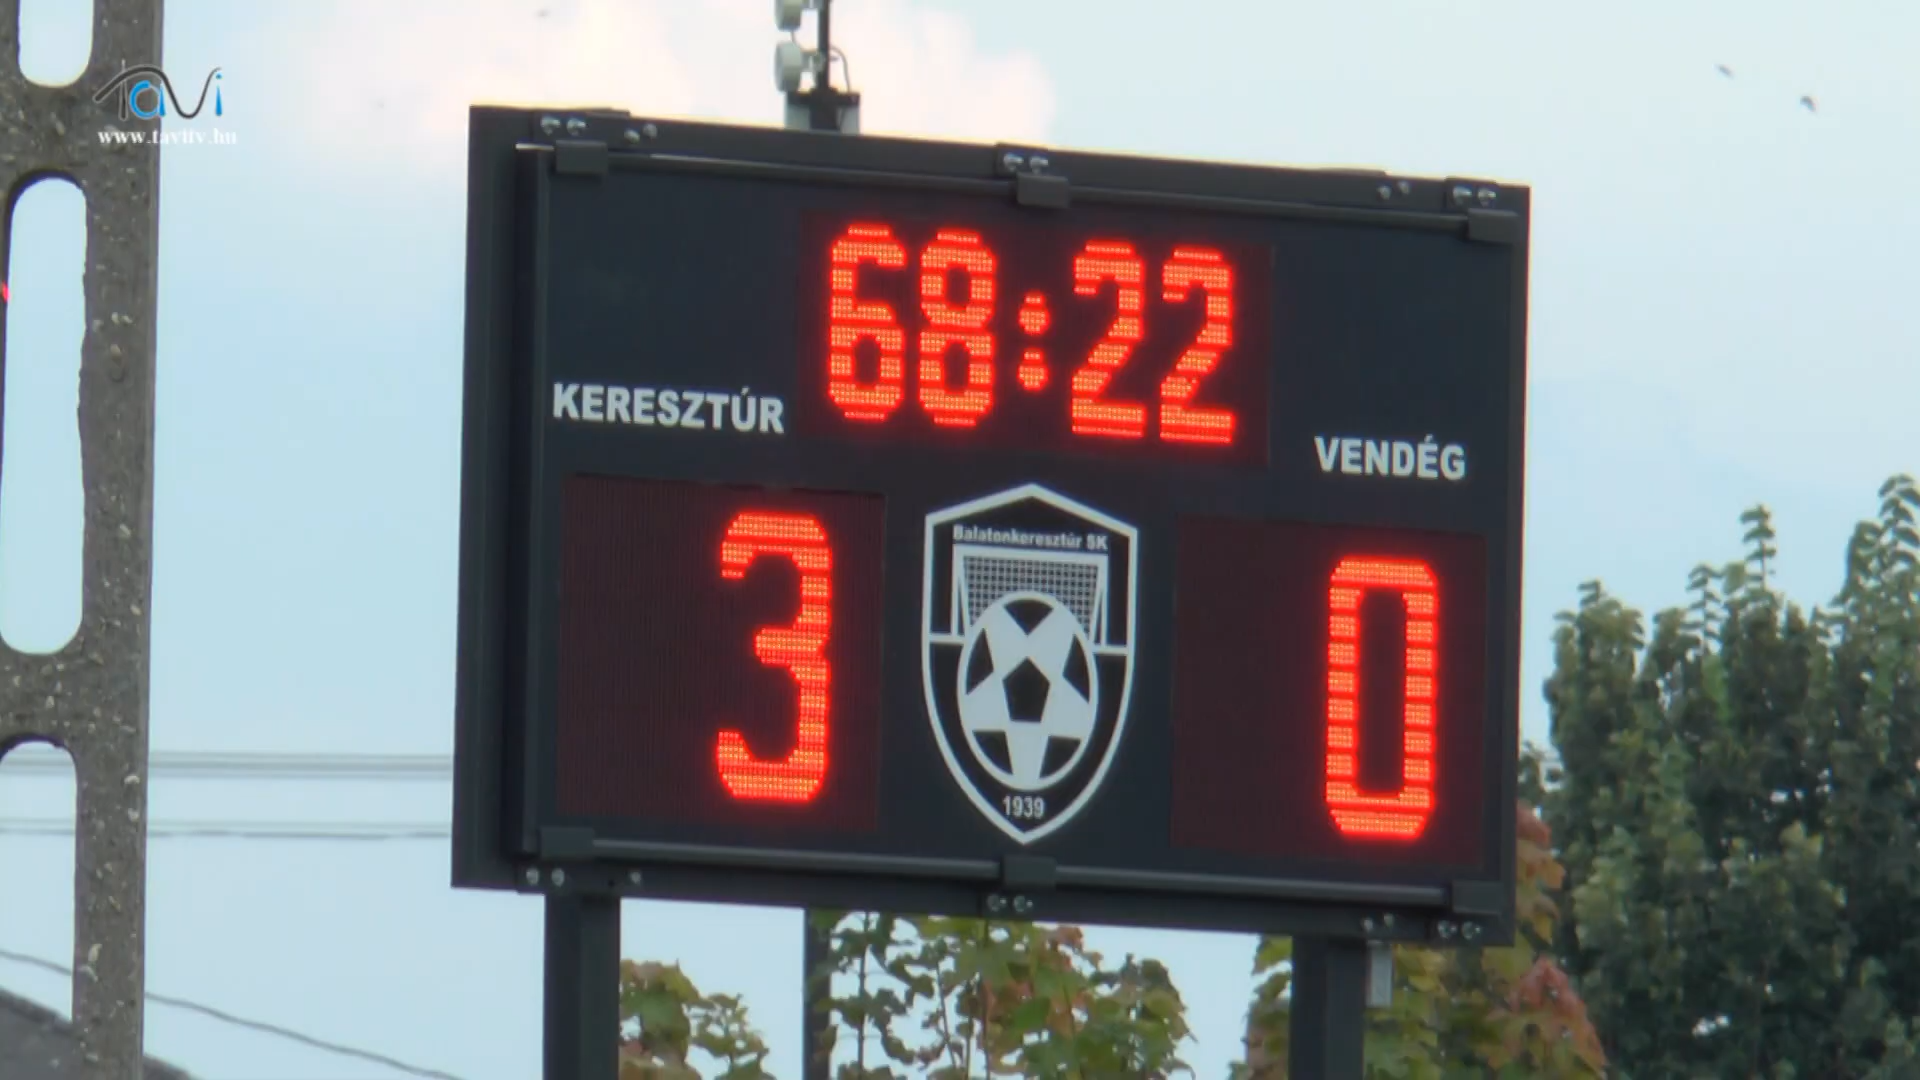 tavi
www.tavitv.hu
68:22
KERESZTÚR
VENDÉG
3
0
Balatonkeresztúr SK
1939